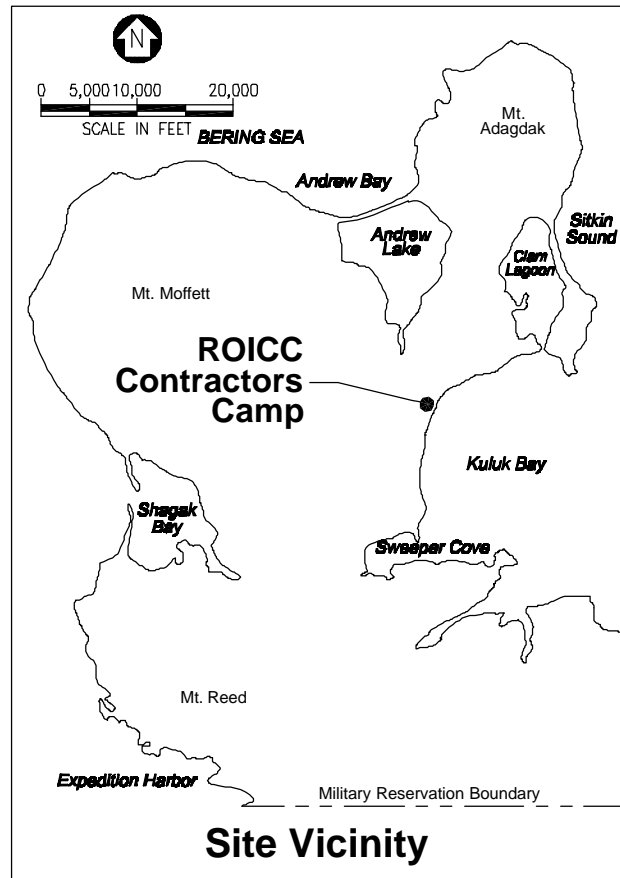 N
0 5,000 10,000 20,000
SCALE IN FEET
BERING SEA
Mt.
Adagdak
Andrew Bay
Andrew
Lake
Sitkin
Sound
Clam
Lagoon
Mt. Moffett
ROICC
Contractors
Camp
Kuluk Bay
Shagak
Bay
Sweeper Cove
Mt. Reed
Expedition Harbor
Military Reservation Boundary
Site Vicinity